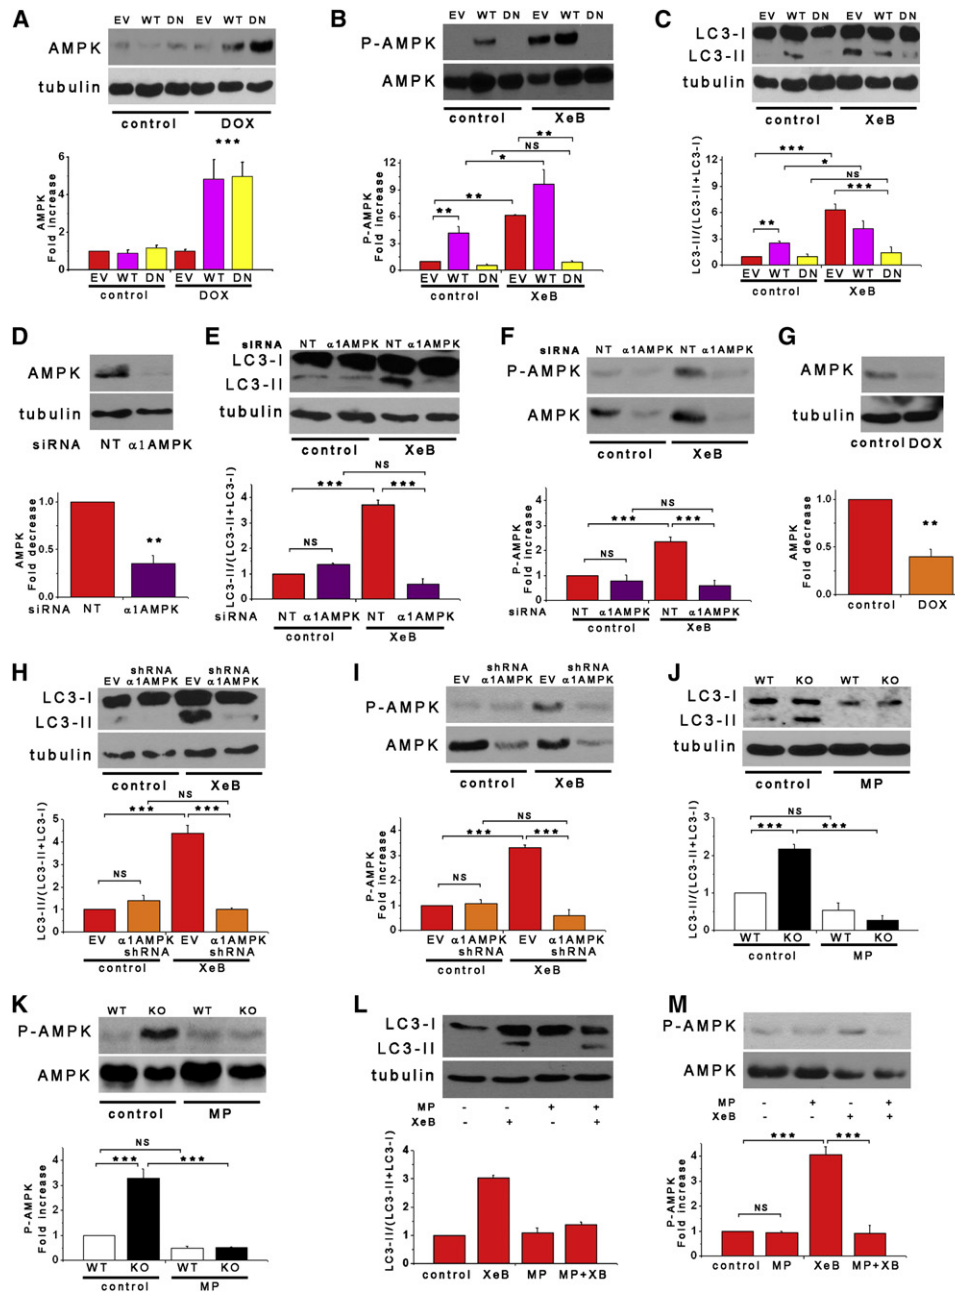 A
EV WT DN EV WT DN
AMPK
tubulin
control DOX
***
AMPK
Fold increase
6
4
2
0
EV WT DN EV WT DN
control DOX
B
EV WT DN EV WT DN
P-AMPK
AMPK
control XeB
**
NS
*
**
**
P-AMPK
Fold increase
12
9
6
3
0
EV WT DN EV WT DN
control XeB
C
EV WT DN EV WT DN
LC3-I
LC3-II
tubulin
control XeB
***
*
NS
***
**
LC3-II/(LC3-II+LC3-I)
12
9
6
3
0
EV WT DN EV WT DN
control XeB
D
AMPK
tubulin
siRNA NT α1AMPK
AMPK
Fold decrease
1.0
0.5
0
**
siRNA NT α1AMPK
E
siRNA NT α1AMPK NT α1AMPK
LC3-I
LC3-II
tubulin
control XeB
NS
***
***
NS
LC3-II/(LC3-II+LC3-I)
4
3
2
1
0
siRNA NT α1AMPK NT α1AMPK
control XeB
F
siRNA NT α1AMPK NT α1AMPK
P-AMPK
AMPK
control XeB
NS
***
***
NS
P-AMPK
Fold increase
4
3
2
1
0
siRNA NT α1AMPK NT α1AMPK
control XeB
G
AMPK
tubulin
control DOX
AMPK
Fold decrease
1.0
0.5
0
**
control DOX
H
EV shRNA α1AMPK EV shRNA α1AMPK
LC3-I
LC3-II
tubulin
control XeB
NS
***
***
NS
LC3-II/(LC3-II+LC3-I)
5
4
3
2
1
0
EV α1AMPK shRNA EV α1AMPK shRNA
control XeB
I
EV shRNA α1AMPK EV shRNA α1AMPK
P-AMPK
AMPK
control XeB
NS
***
***
NS
P-AMPK
Fold increase
4
3
2
1
0
EV α1AMPK shRNA EV α1AMPK shRNA
control XeB
J
WT KO WT KO
LC3-I
LC3-II
tubulin
control MP
NS
***
***
LC3-II/(LC3-II+LC3-I)
3
2
1
0
WT KO WT KO
control MP
K
WT KO WT KO
P-AMPK
AMPK
control MP
NS
***
***
P-AMPK
Fold increase
4
3
2
1
0
WT KO WT KO
control MP
L
LC3-I
LC3-II
tubulin
MP - - + +
XeB - + - +
LC3-II/(LC3-II+LC3-I)
4
3
2
1
0
control XeB MP MP+XB
M
P-AMPK
AMPK
MP - + - +
XeB - - + +
***
***
NS
P-AMPK
Fold increase
4
3
2
1
0
control MP XeB MP+XB